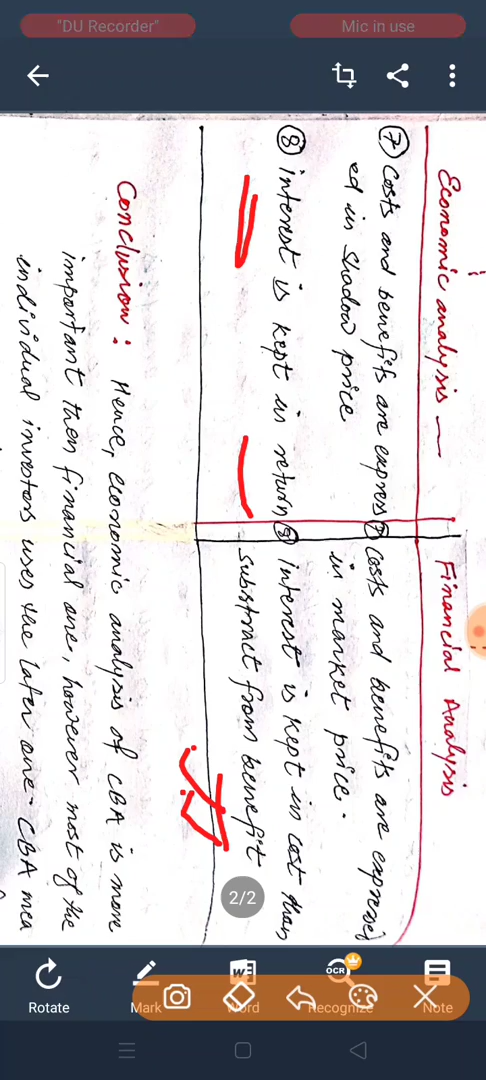 "DU Recorder"
Mic in use
Economic analysis
Financial Analysis
⑦ Costs and benefits are express
ed in shadow price
⑦ Costs and benefits are expressed
in market price.
⑧ interest is kept in return
⑧ interest is kept in cost than
substract from benefit
Conclusion : Hence, economic analysis of CBA is more
important then financial one, however most of the
individual investors uses the later one. CBA mea
2/2
Rotate
Mark
Word
OCR
Recognize
Note